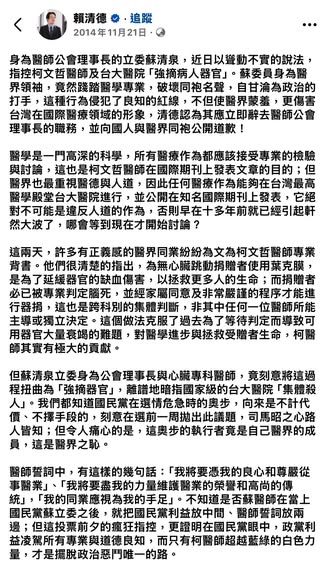 賴清德 · 追蹤
2014年11月21日 ·
身為醫師公會理事長的立委蘇清泉，近日以聳動不實的說法，
指控柯文哲醫師及台大醫院「強摘病人器官」。蘇委員身為醫
界領袖，竟然踐踏醫學專業，破壞同袍名聲，自甘淪為政治的
打手，這種行為侵犯了良知的紅線，不但使醫界蒙羞，更傷害
台灣在國際醫療領域的形象，清德認為其應立即辭去醫師公會
理事長的職務，並向國人與醫界同袍公開道歉！
醫學是一門高深的科學，所有醫療作為都應該接受專業的檢驗
與討論，這也是柯文哲醫師在國際期刊上發表文章的目的；但
醫界也最重視醫德與人道，因此任何醫療作為能夠在台灣最高
醫學殿堂台大醫院進行，並公開在知名國際期刊上發表，它絕
對不可能是違反人道的作為，否則早在十多年前就已經引起軒
然大波了，哪會等到現在才開始討論？
這兩天，許多有正義感的醫界同業紛紛為文為柯文哲醫師專業
背書。他們很清楚的指出，為無心臟跳動捐贈者使用葉克膜，
是為了延緩器官的缺血傷害，以拯救更多人的生命；而捐贈者
必已被專業判定腦死，並經家屬同意及非常嚴謹的程序才能進
行器捐，這也是跨科別的集體判斷，非其中任何一位醫師所能
主導或獨立決定。這個做法克服了過去為了等待判定而導致可
用器官大量衰竭的難題，對醫學進步與拯救受贈者生命，柯醫
師其實有極大的貢獻。
但蘇清泉立委身為公會理事長與心臟專科醫師，竟刻意將這過
程扭曲為「強摘器官」，離譜地暗指國家級的台大醫院「集體殺
人」。我們都知道國民黨在選情危急時的奧步，向來是不計代
價、不擇手段的，刻意在選前一周拋出此議題，司馬昭之心路
人皆知；但令人痛心的是，這奧步的執行者竟是自己醫界的成
員，這是醫界之恥。
醫師誓詞中，有這樣的幾句話：「我將要憑我的良心和尊嚴從
事醫業」、「我將要盡我的力量維護醫業的榮譽和高尚的傳
統」，「我的同業應視為我的手足」。不知道是否蘇醫師在當上
國民黨蘇立委之後，就把國民黨利益放中間、醫師誓詞放兩
邊；但這投票前夕的瘋狂指控，更證明在國民黨眼中，政黨利
益凌駕所有專業與道德良知，而只有柯醫師超越藍綠的白色力
量，才是擺脫政治惡鬥唯一的路。